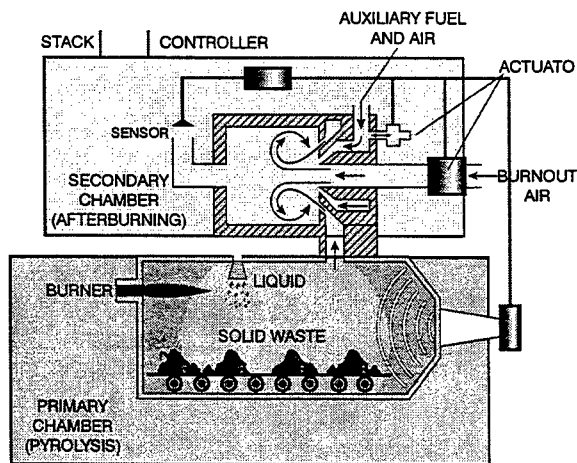 AUXILIARY FUEL
AND AIR
STACK
CONTROLLER
ACTUATO
SENSOR
SECONDARY
CHAMBER
(AFTERBURNING)
BURNOUT
AIR
BURNER
LIQUID
SOLID WASTE
PRIMARY
CHAMBER
(PYROLYSIS)